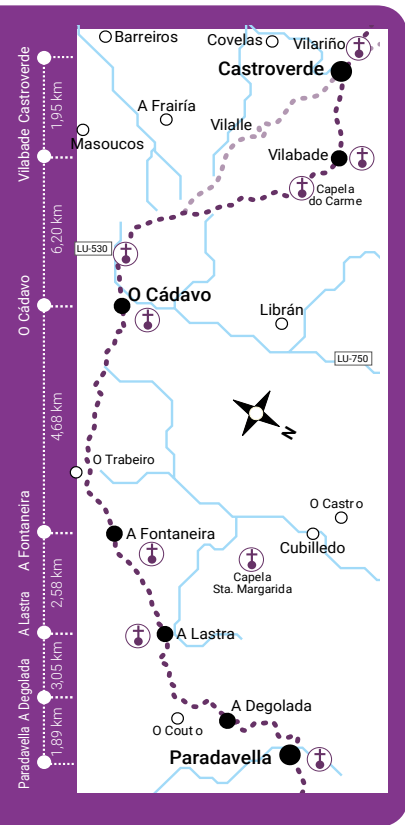 Castroverde
1,95 km
Vilabade
6,20 km
O Cádavo
4,68 km
A Fontaneira
2,58 km
A Lastra
3,05 km
A Degolada
1,89 km
Paradavella
Barreiros
Covelas
Vilariño
Castroverde
A Frairía
Vilalle
Masoucos
Vilabade
Capela
do Carme
LU-530
O Cádavo
Librán
LU-750
N
O Trabeiro
O Castro
A Fontaneira
Cubilledo
Capela
Sta. Margarida
A Lastra
A Degolada
O Couto
Paradavella